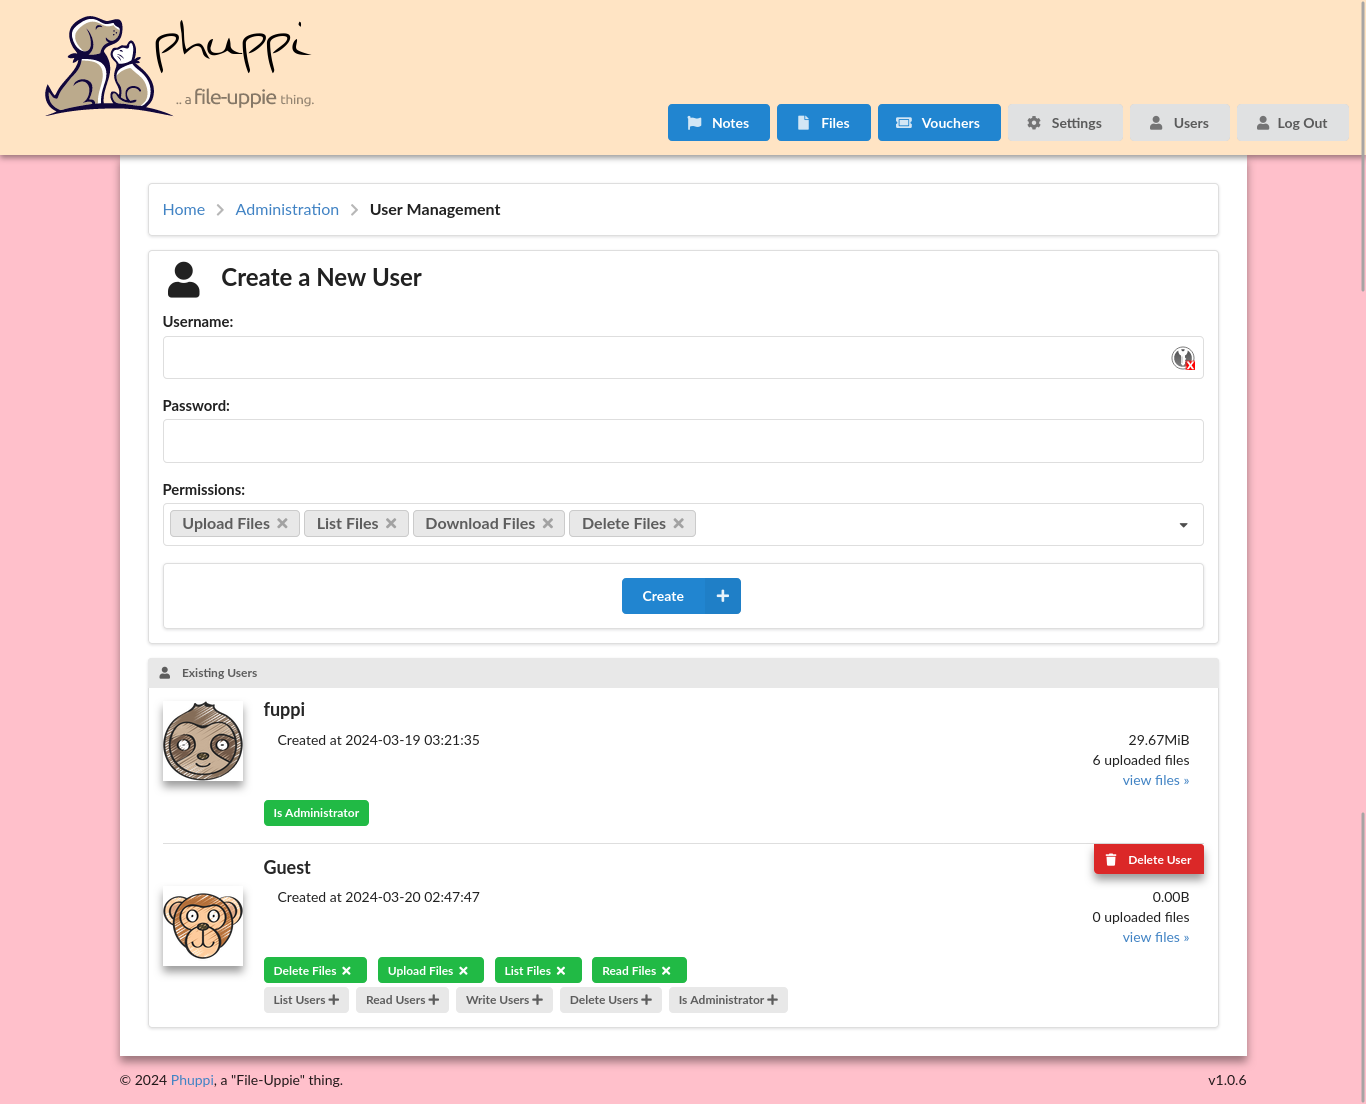 phuppi
.. a file-uppie thing.
Notes Files Vouchers Settings Users Log Out
Home Administration User Management
Create a New User
Username:
Password:
Permissions:
Upload Files List Files Download Files Delete Files
Create
Existing Users
fuppi
Created at 2024-03-19 03:21:35 29.67MiB
6 uploaded files
view files »
Is Administrator
Delete User
Guest
Created at 2024-03-20 02:47:47 0.00B
0 uploaded files
view files »
Delete Files Upload Files List Files Read Files
List Users Read Users Write Users Delete Users Is Administrator
© 2024 Phuppi, a "File-Uppie" thing. v1.0.6